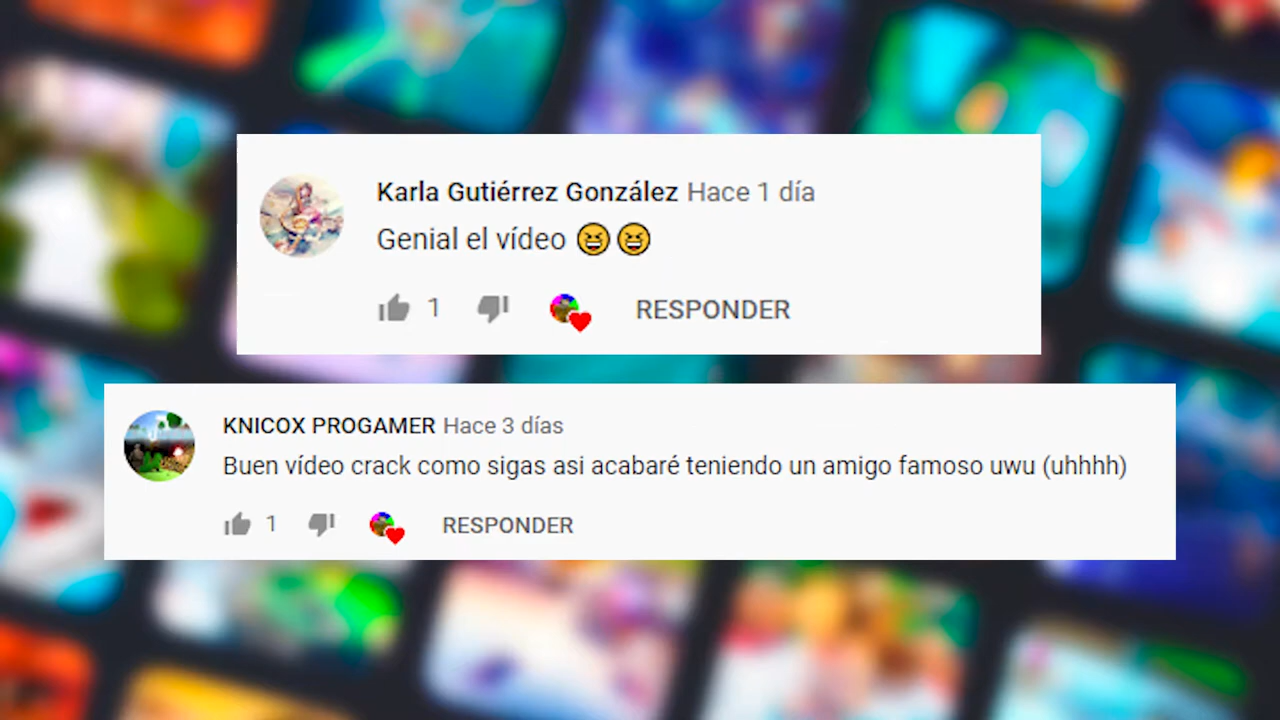 Karla Gutiérrez González Hace 1 día
Genial el vídeo 😆😆
1 RESPONDER
KNICOX PROGAMER Hace 3 días
Buen vídeo crack como sigas asi acabaré teniendo un amigo famoso uwu (uhhhh)
1 RESPONDER